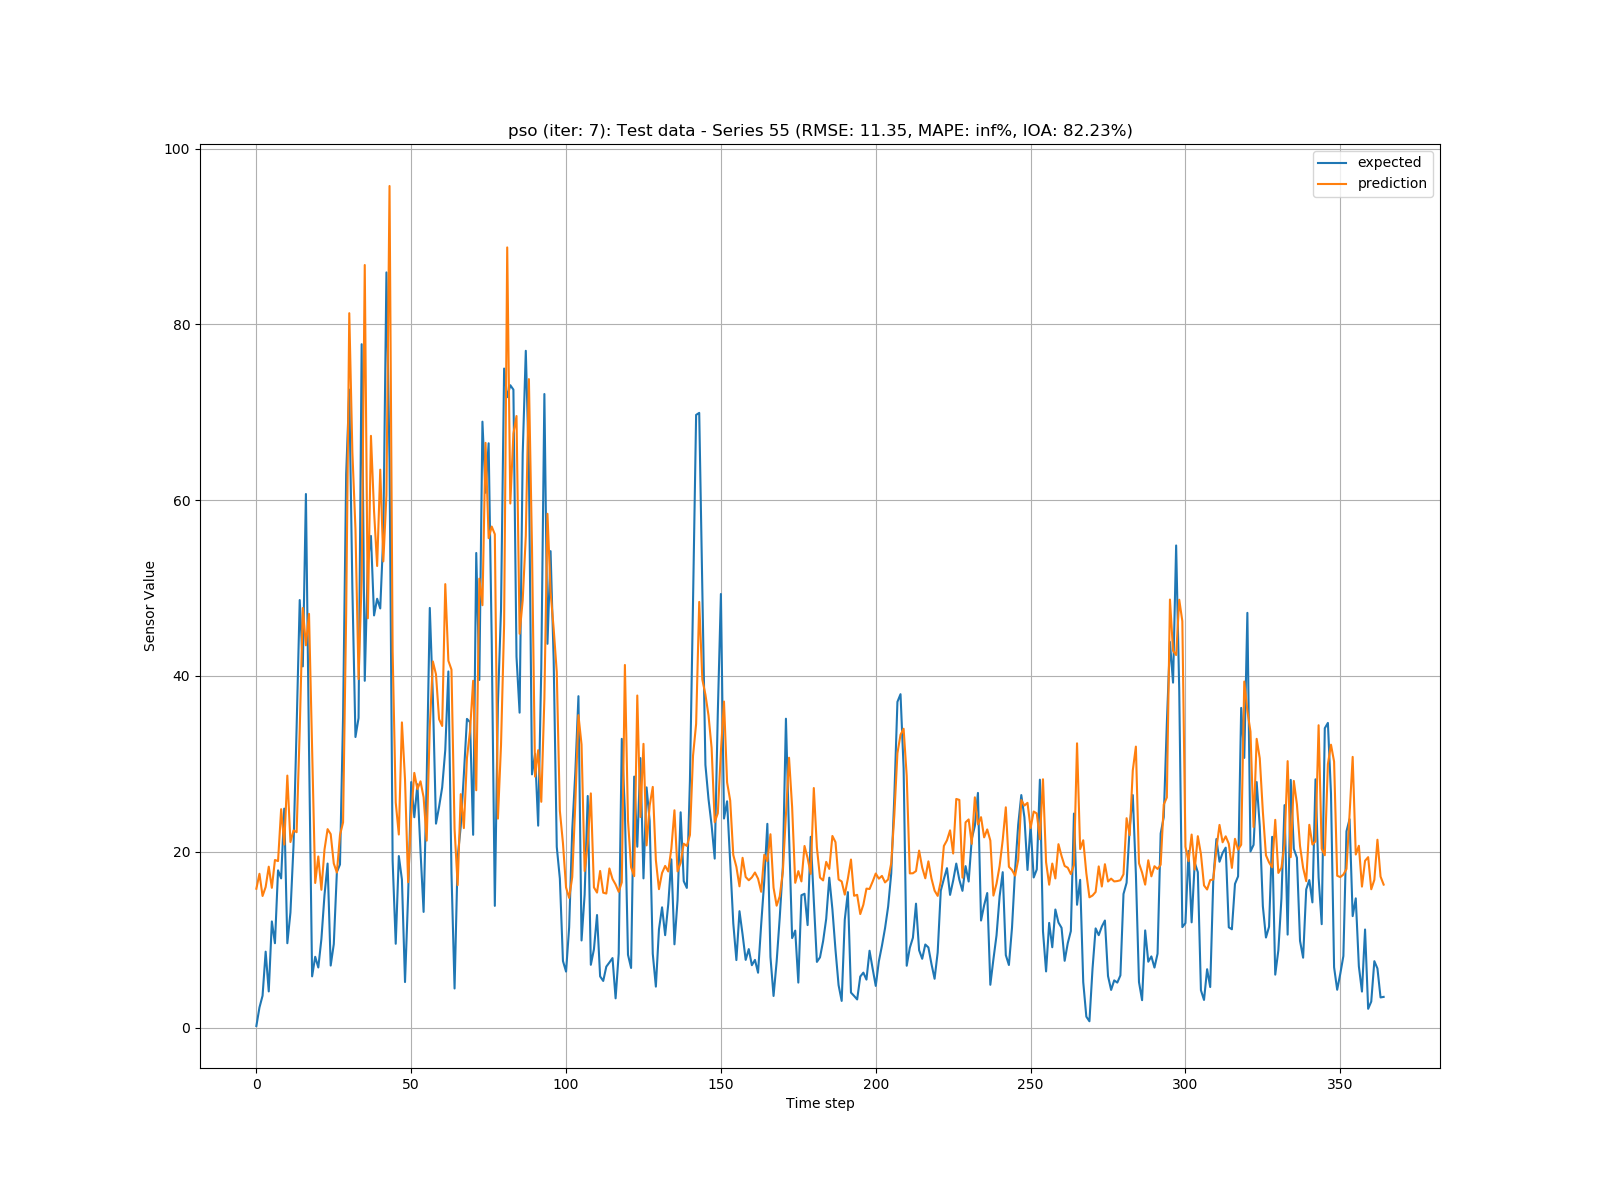 pso (iter: 7): Test data - Series 55 (RMSE: 11.35, MAPE: inf%, IOA: 82.23%)
expected
prediction
100
80
60
40
20
0
Sensor Value
0 50 100 150 200 250 300 350
Time step